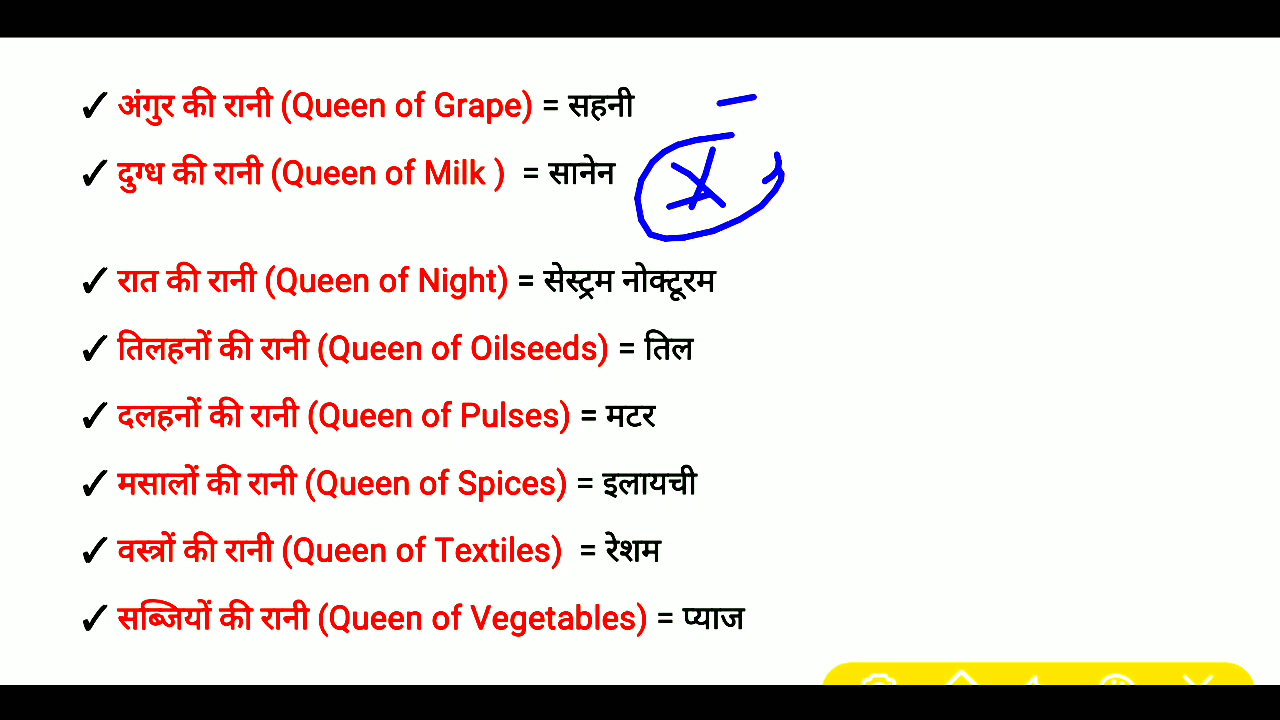 ✓ अंगुर की रानी (Queen of Grape) = सहनी
✓ दुग्ध की रानी (Queen of Milk ) = सानेन
✓ रात की रानी (Queen of Night) = सेस्ट्रम नोक्टूरम
✓ तिलहनों की रानी (Queen of Oilseeds) = तिल
✓ दलहनों की रानी (Queen of Pulses) = मटर
✓ मसालों की रानी (Queen of Spices) = इलायची
✓ वस्त्रों की रानी (Queen of Textiles) = रेशम
✓ सब्जियों की रानी (Queen of Vegetables) = प्याज